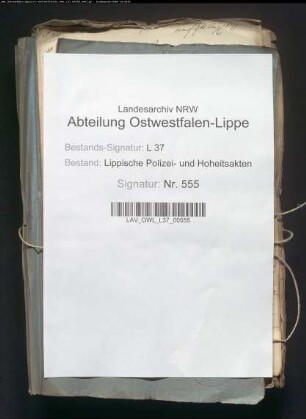 Landesarchiv NRW
Abteilung Ostwestfalen-Lippe
Bestands-Signatur: L 37
Bestand: Lippische Polizei- und Hoheitsakten
Signatur: Nr. 555
LAV_OWL_L37_00555